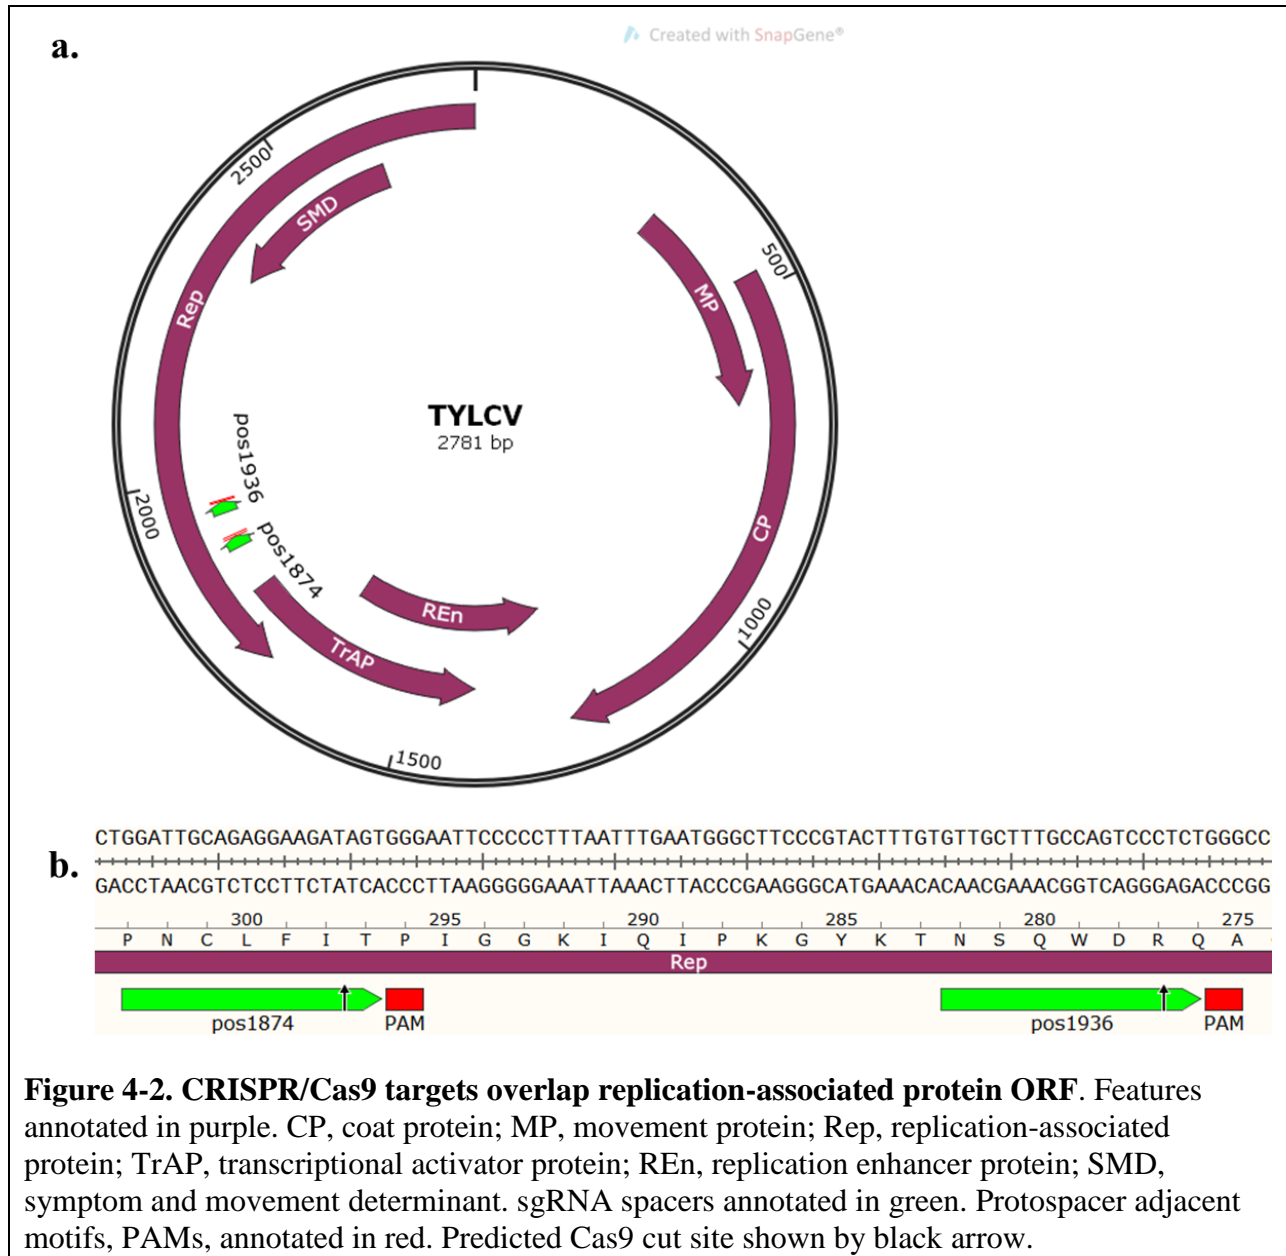 a.
Created with SnapGene®
2500
SMD
500
MP
Rep
TYLCV
2781 bp
pos1936
2000
pos1874
CP
REn
1000
TrAP
1500
b.
CTGGATTGCAGAGGAAGATAGTGGGAATTCCCCCTTTAATTTGAATGGGCTTCCCGTACTTTGTGTTGCTTTGCCAGTCCCTCTGGGCC
GACCTAACGTCTCCTTCTATCACCCTTAAGGGGGAAATTAAACTTACCCGAAGGGCATGAAACACAACGAAACGGTCAGGGAGACCCGG
300 295 290 285 280 275
P N C L F I T P I G G K I Q I P K G Y K T N S Q W D R Q A
Rep
pos1874 PAM pos1936 PAM
Figure 4-2. CRISPR/Cas9 targets overlap replication-associated protein ORF. Features
annotated in purple. CP, coat protein; MP, movement protein; Rep, replication-associated
protein; TrAP, transcriptional activator protein; REn, replication enhancer protein; SMD,
symptom and movement determinant. sgRNA spacers annotated in green. Protospacer adjacent
motifs, PAMs, annotated in red. Predicted Cas9 cut site shown by black arrow.